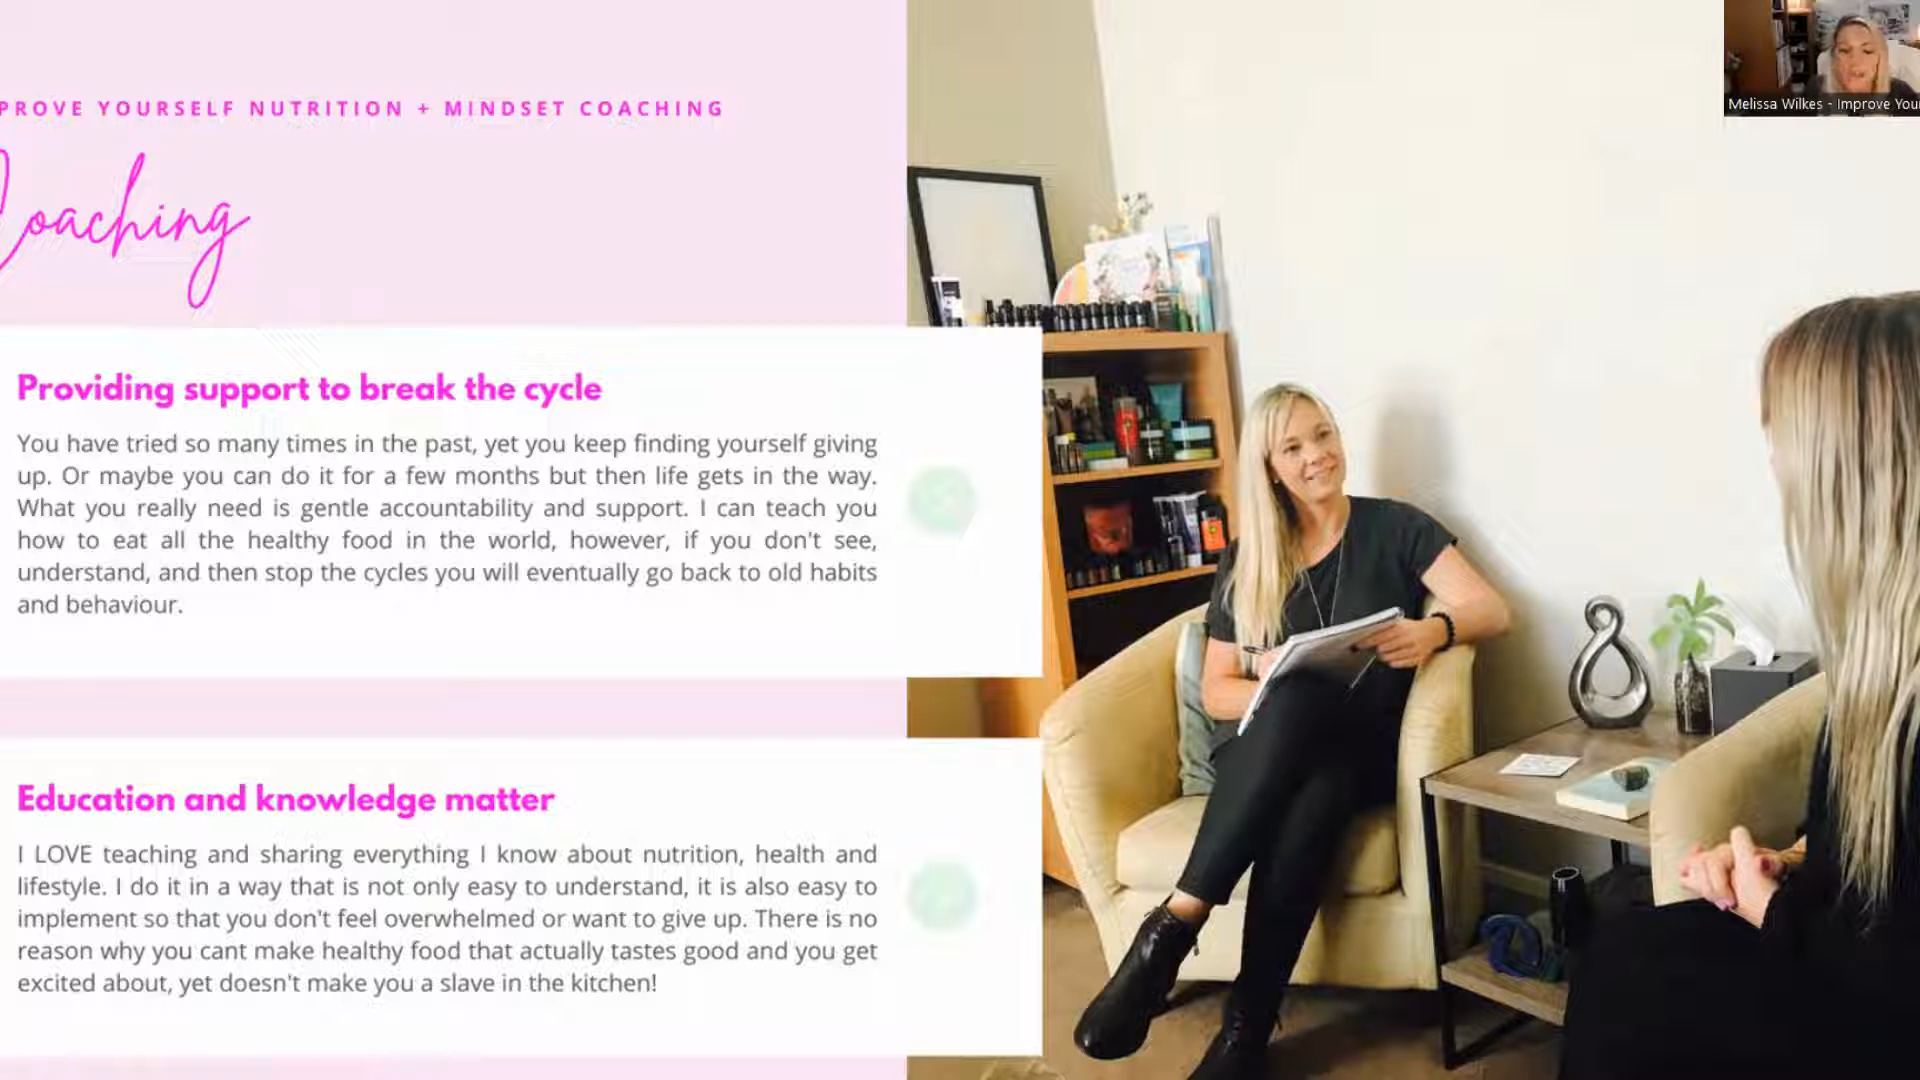 PROVE YOURSELF NUTRITION + MINDSET COACHING
Coaching
Providing support to break the cycle
You have tried so many times in the past, yet you keep finding yourself giving
up. Or maybe you can do it for a few months but then life gets in the way.
What you really need is gentle accountability and support. I can teach you
how to eat all the healthy food in the world, however, if you don't see,
understand, and then stop the cycles you will eventually go back to old habits
and behaviour.
Education and knowledge matter
I LOVE teaching and sharing everything I know about nutrition, health and
lifestyle. I do it in a way that is not only easy to understand, it is also easy to
implement so that you don't feel overwhelmed or want to give up. There is no
reason why you cant make healthy food that actually tastes good and you get
excited about, yet doesn't make you a slave in the kitchen!
Melissa Wilkes - Improve You